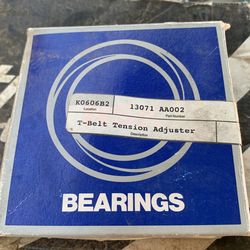 K0606B2 13071 AA002
Location Part Number
T-Belt Tension Adjuster
Description
BEARINGS